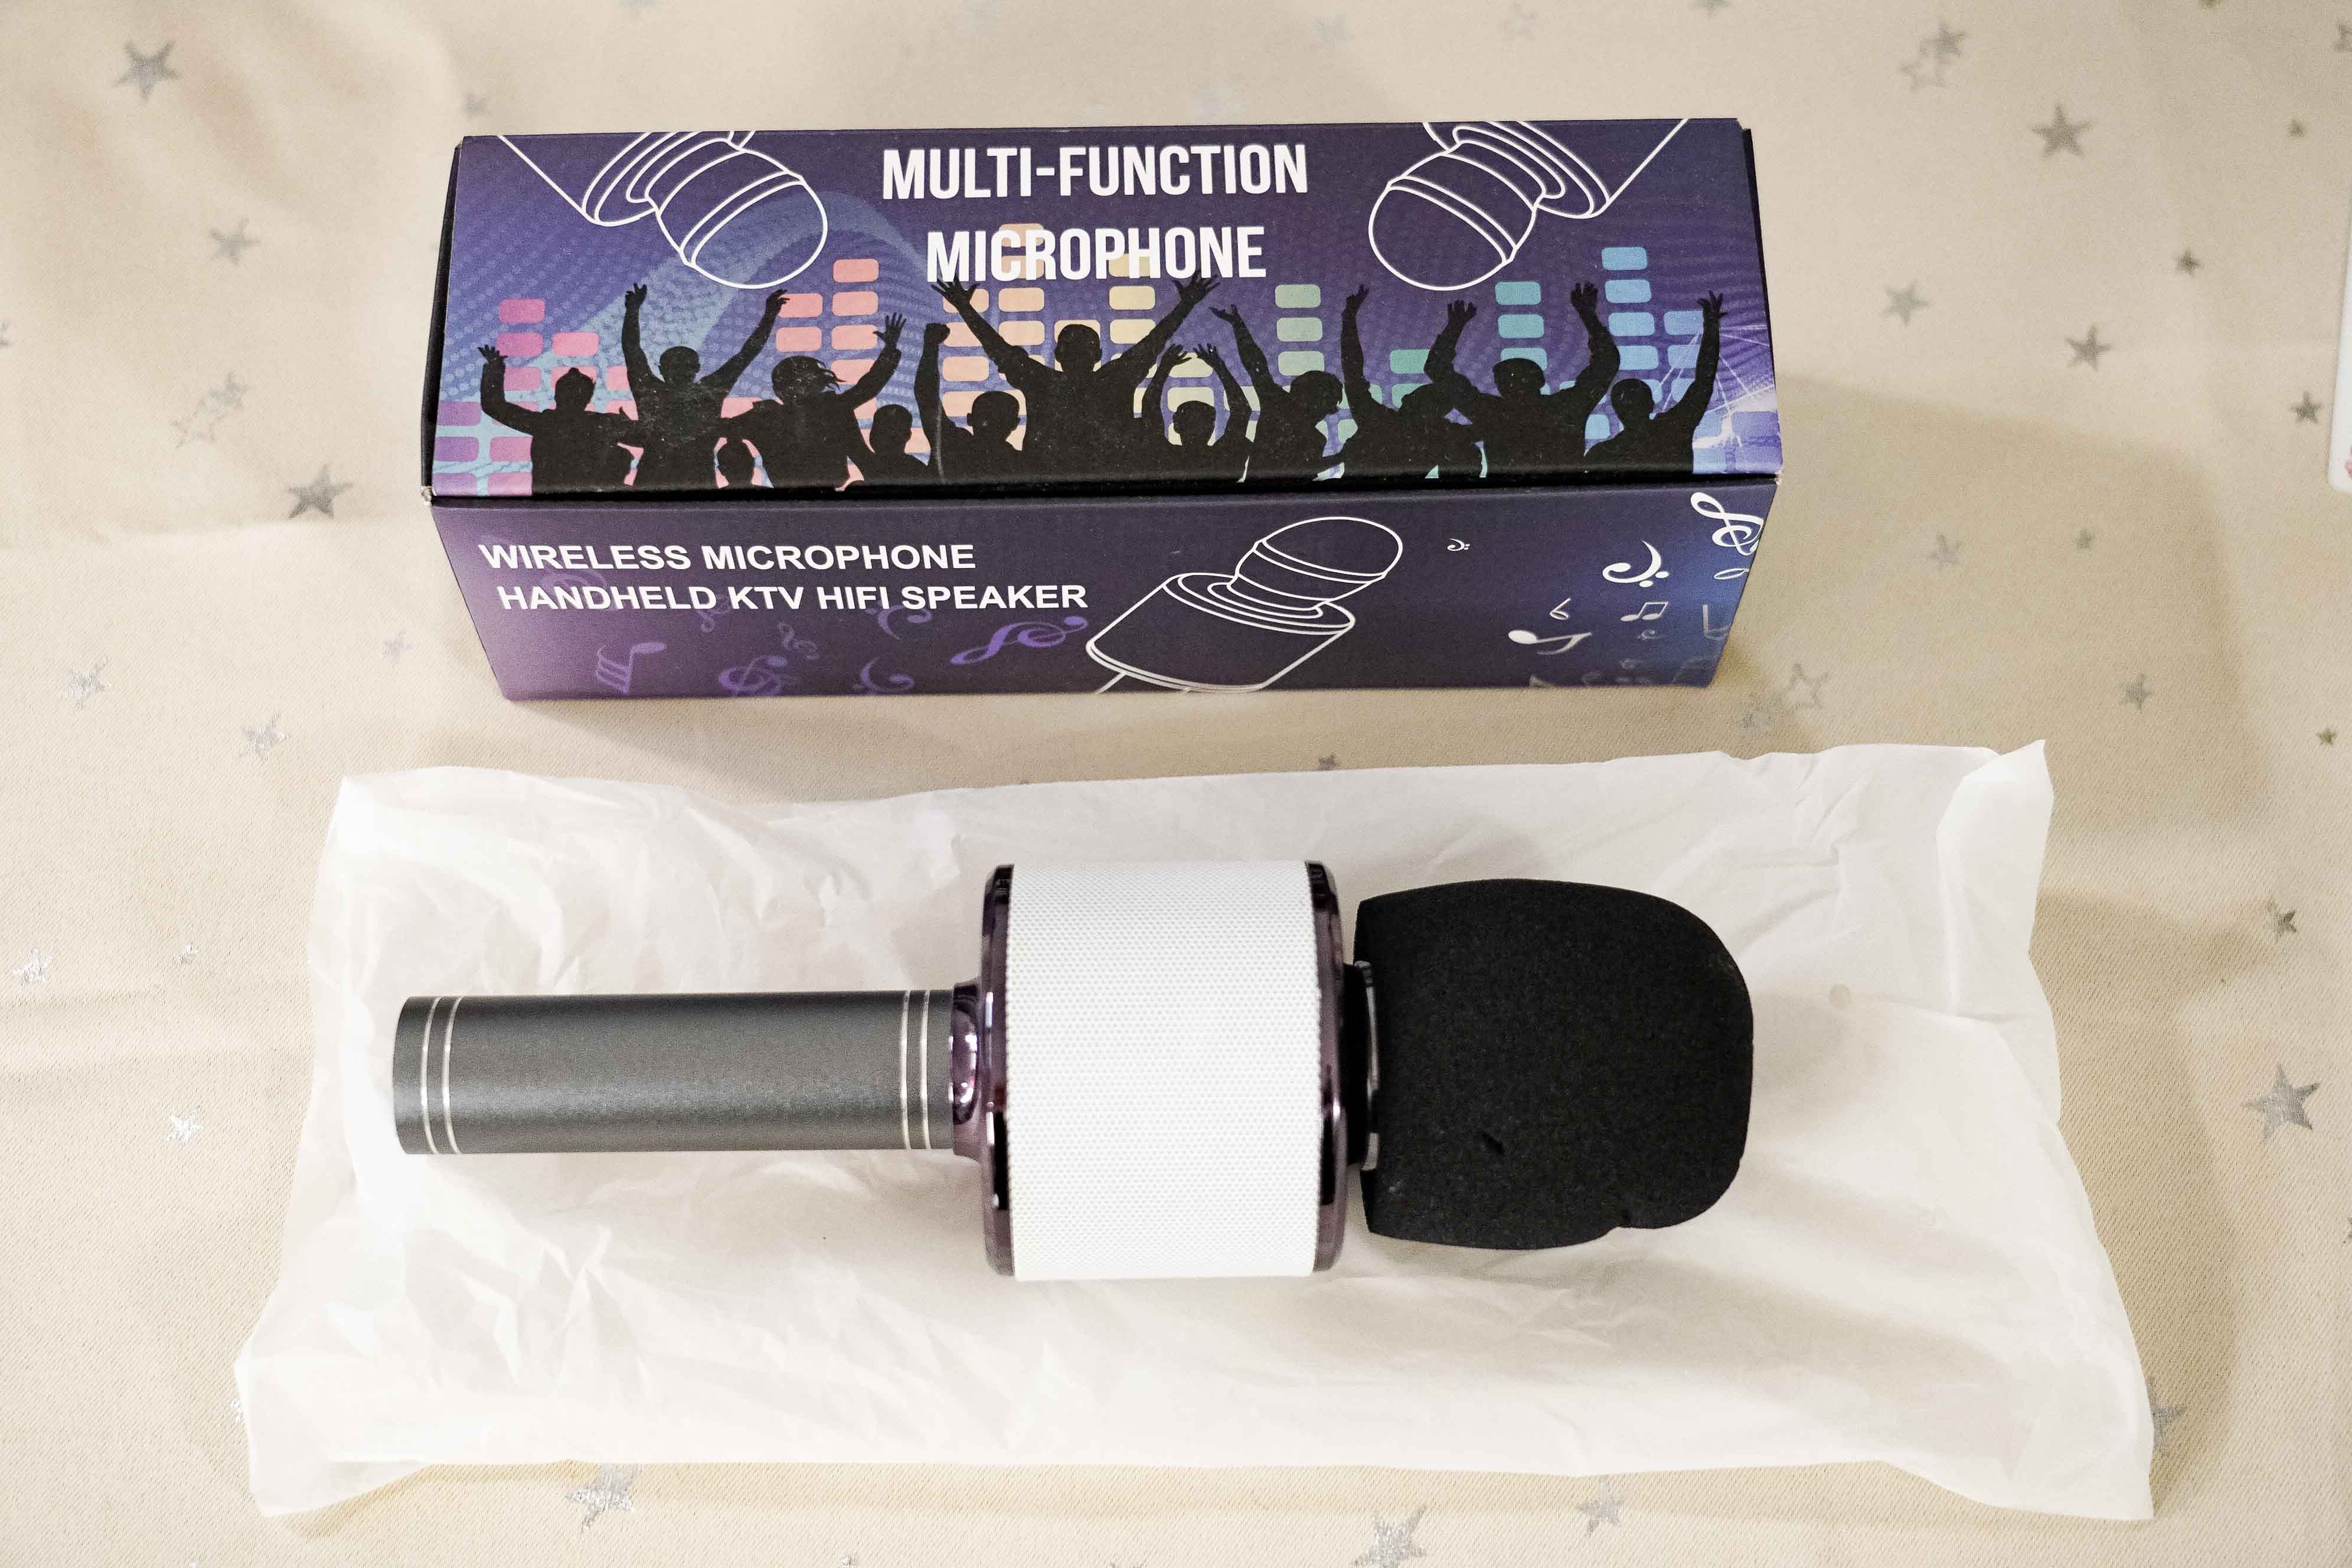 MULTI-FUNCTION
MICROPHONE
WIRELESS MICROPHONE
HANDHELD KTV HIFI SPEAKER